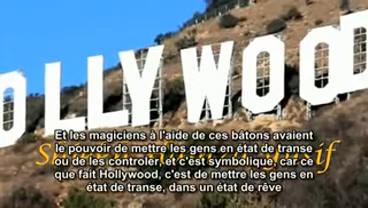 OLLYWOOD
Et les magiciens à l'aide de ces bâtons avaient
le pouvoir de mettre les gens en état de transe
ou de les controler, et c'est symbolique, car ce
que fait Hollywood, c'est de mettre les gens en
état de transe, dans un état de rêve